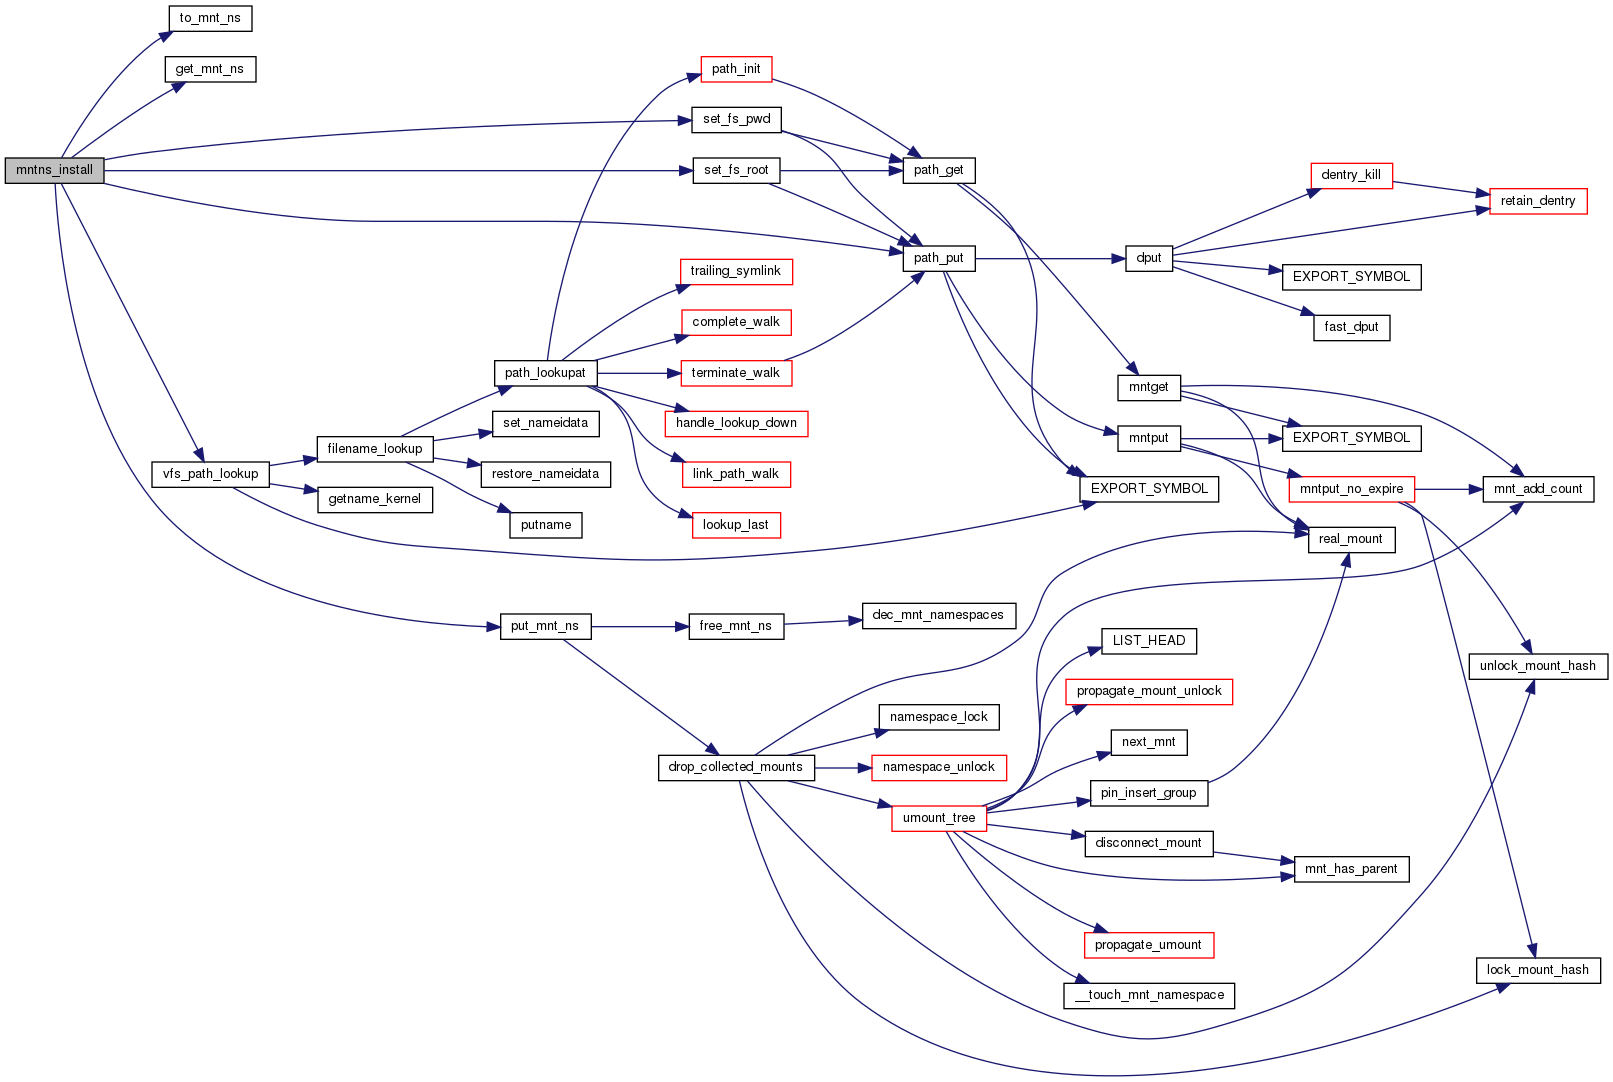 to_mnt_ns
get_mnt_ns
path_init
set_fs_pwd
mntns_install
set_fs_root
path_get
dentry_kill
retain_dentry
path_put
dput
trailing_symlink
EXPORT_SYMBOL
complete_walk
fast_dput
path_lookupat
terminate_walk
mntget
set_nameidata
handle_lookup_down
mntput
EXPORT_SYMBOL
filename_lookup
vfs_path_lookup
restore_nameidata
link_path_walk
EXPORT_SYMBOL
mntput_no_expire
mnt_add_count
getname_kernel
putname
lookup_last
real_mount
put_mnt_ns
free_mnt_ns
dec_mnt_namespaces
LIST_HEAD
unlock_mount_hash
propagate_mount_unlock
namespace_lock
next_mnt
drop_collected_mounts
namespace_unlock
pin_insert_group
umount_tree
disconnect_mount
mnt_has_parent
propagate_umount
lock_mount_hash
__touch_mnt_namespace